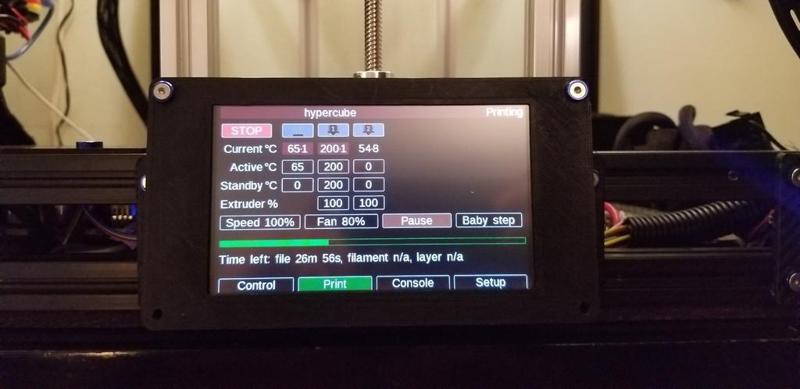 hypercube Printing
STOP
Current °C 65·1 200·1 54·8
Active °C 65 200 0
Standby °C 0 200 0
Extruder % 100 100
Speed 100% Fan 80% Pause Baby step
Time left: file 26m 56s, filament n/a, layer n/a
Control Print Console Setup